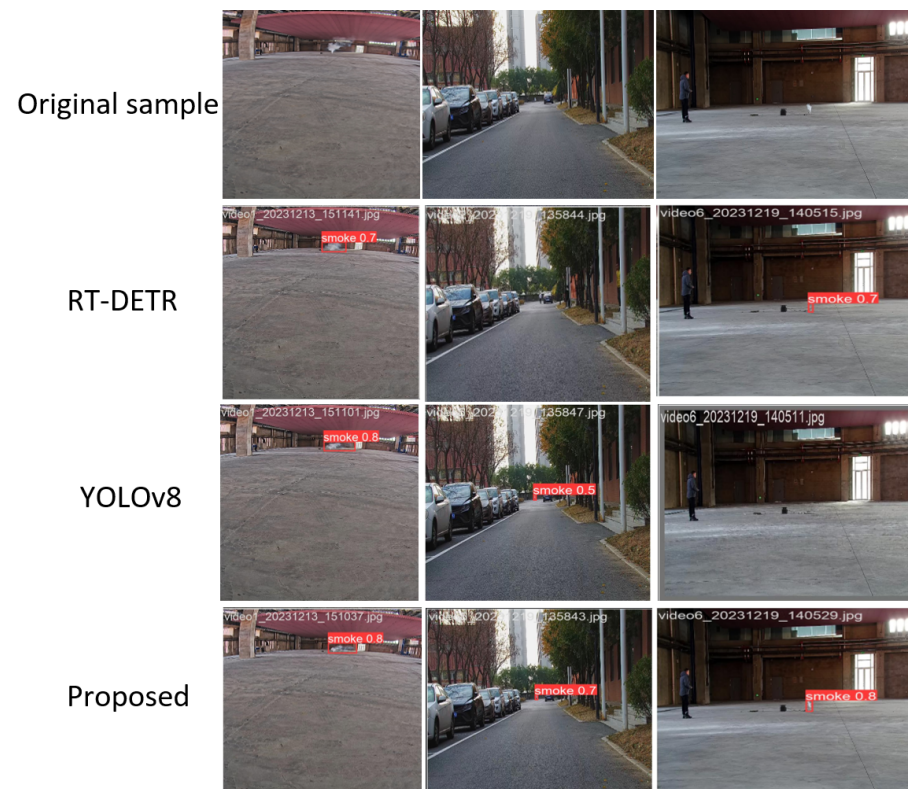 Original sample
RT-DETR
video1_20231213_151141.jpg
smoke 0.7
135844.jpg
video6_20231219_140515.jpg
smoke 0.7
YOLOv8
video1_20231213_151101.jpg
smoke 0.8
135847.jpg
smoke 0.5
video6_20231219_140511.jpg
Proposed
video1_20231213_151037.jpg
smoke 0.8
135843.jpg
smoke 0.7
video6_20231219_140529.jpg
smoke 0.8